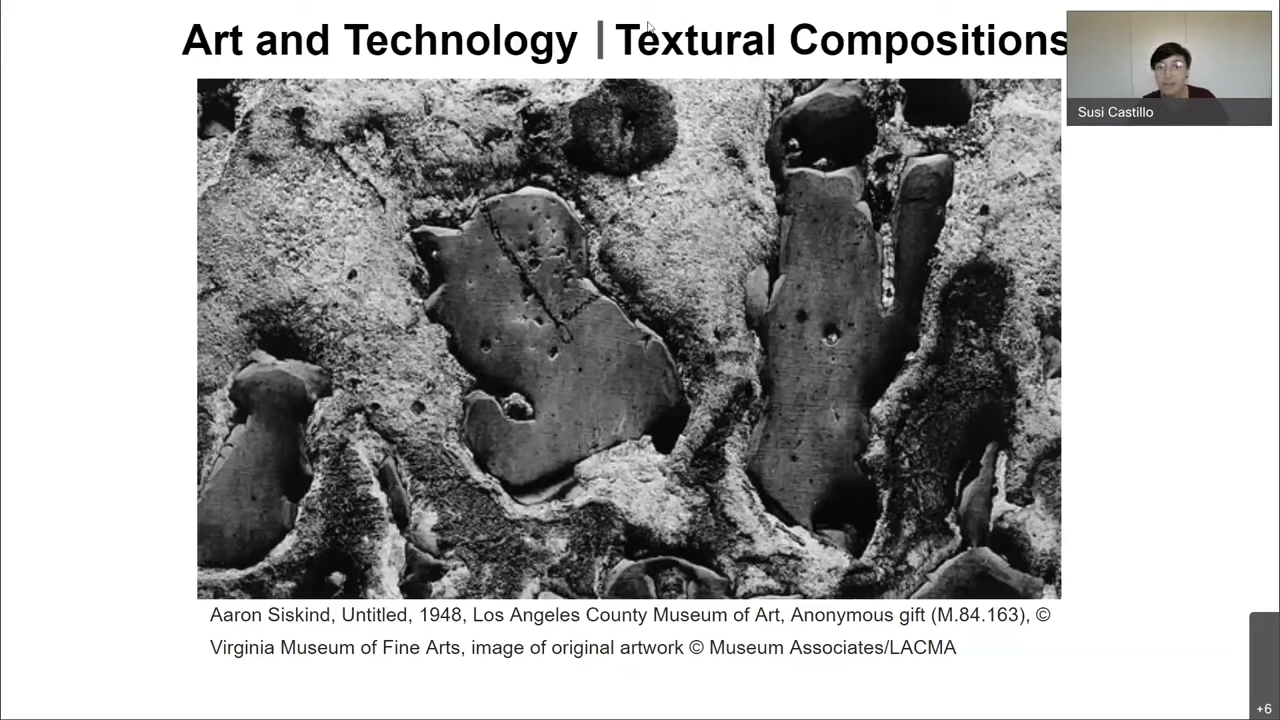 Art and Technology | Textural Compositions
Susi Castillo
Aaron Siskind, Untitled, 1948, Los Angeles County Museum of Art, Anonymous gift (M.84.163), ©
Virginia Museum of Fine Arts, image of original artwork © Museum Associates/LACMA
+6